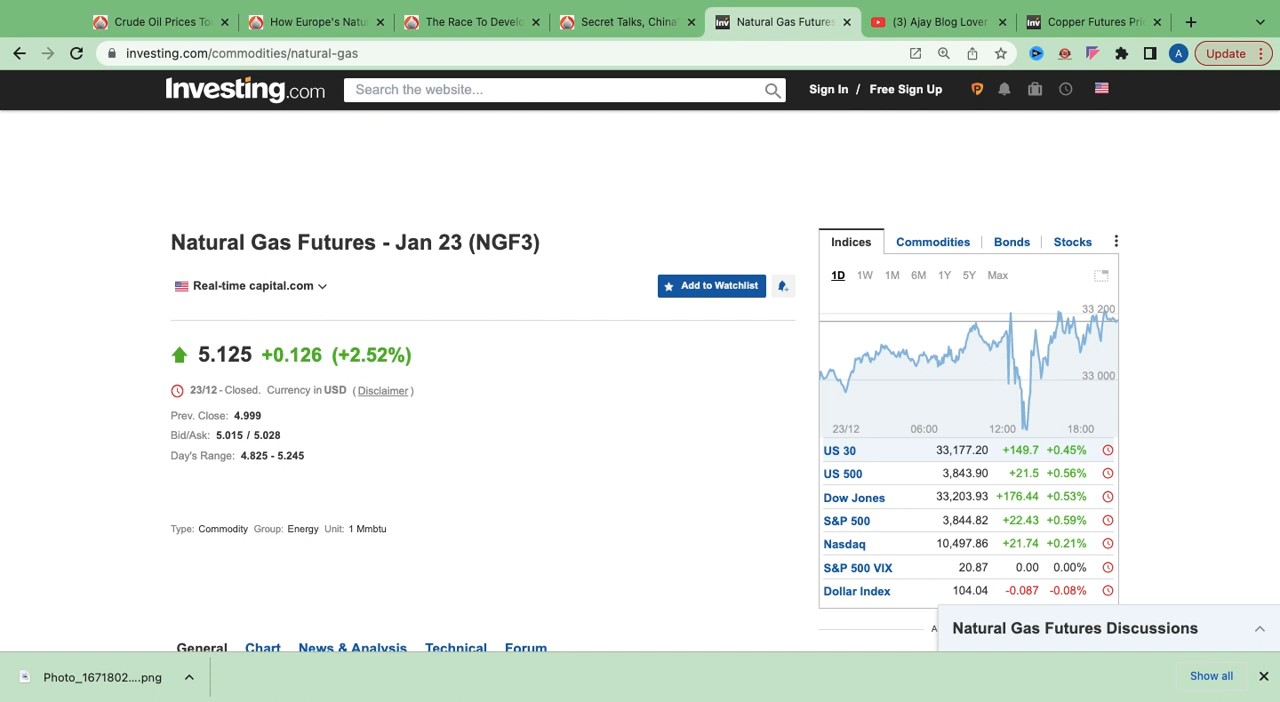 Crude Oil Prices To
How Europe's Natu
The Race To Develo
Secret Talks, China'
Natural Gas Futures
(3) Ajay Blog Lover
Copper Futures Pri
investing.com/commodities/natural-gas
A
Update
Investing.com
Search the website...
Sign In / Free Sign Up
Natural Gas Futures - Jan 23 (NGF3)
Real-time capital.com
Add to Watchlist
5.125 +0.126 (+2.52%)
23/12 - Closed. Currency in USD ( Disclaimer )
Prev. Close: 4.999
Bid/Ask: 5.015 / 5.028
Day's Range: 4.825 - 5.245
Type: Commodity Group: Energy Unit: 1 Mmbtu
General Chart News & Analysis Technical Forum
Indices Commodities Bonds Stocks
1D 1W 1M 6M 1Y 5Y Max
33 200
33 000
23/12 06:00 12:00 18:00
US 30 33,177.20 +149.7 +0.45%
US 500 3,843.90 +21.5 +0.56%
Dow Jones 33,203.93 +176.44 +0.53%
S&P 500 3,844.82 +22.43 +0.59%
Nasdaq 10,497.86 +21.74 +0.21%
S&P 500 VIX 20.87 0.00 0.00%
Dollar Index 104.04 -0.087 -0.08%
A
Natural Gas Futures Discussions
Photo_1671802....png
Show all